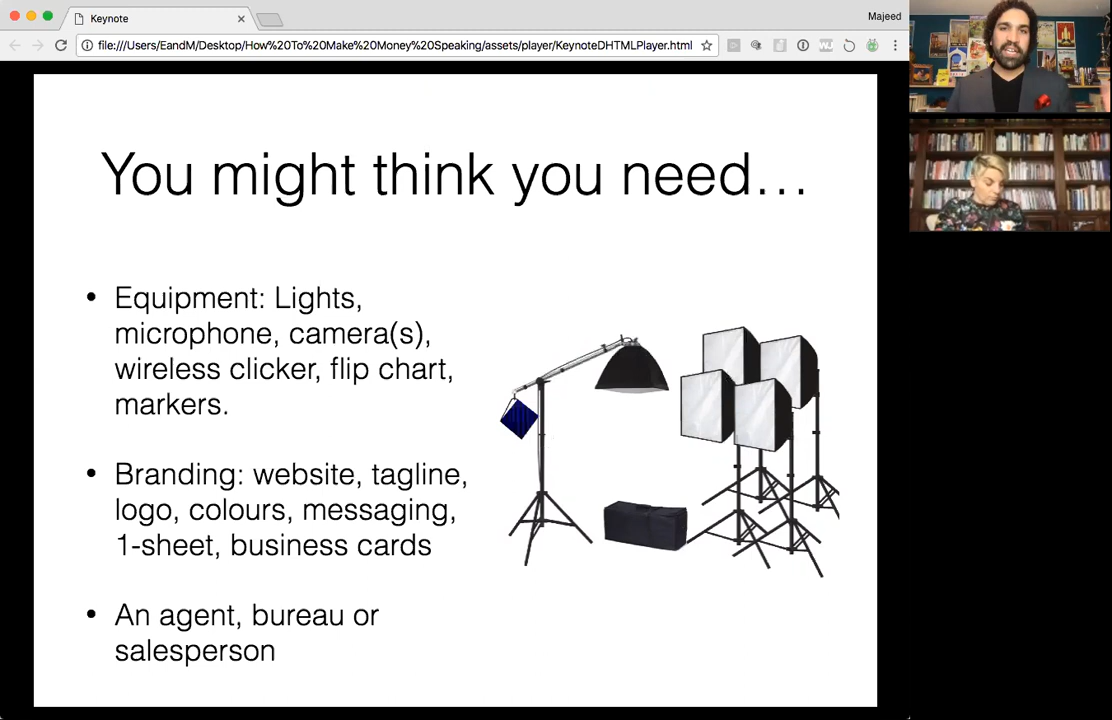 Keynote
Majeed
file:///Users/EandM/Desktop/How%20To%20Make%20Money%20Speaking/assets/player/KeynoteDHTMLPlayer.html
You might think you need…
• Equipment: Lights,
microphone, camera(s),
wireless clicker, flip chart,
markers.
• Branding: website, tagline,
logo, colours, messaging,
1-sheet, business cards
• An agent, bureau or
salesperson